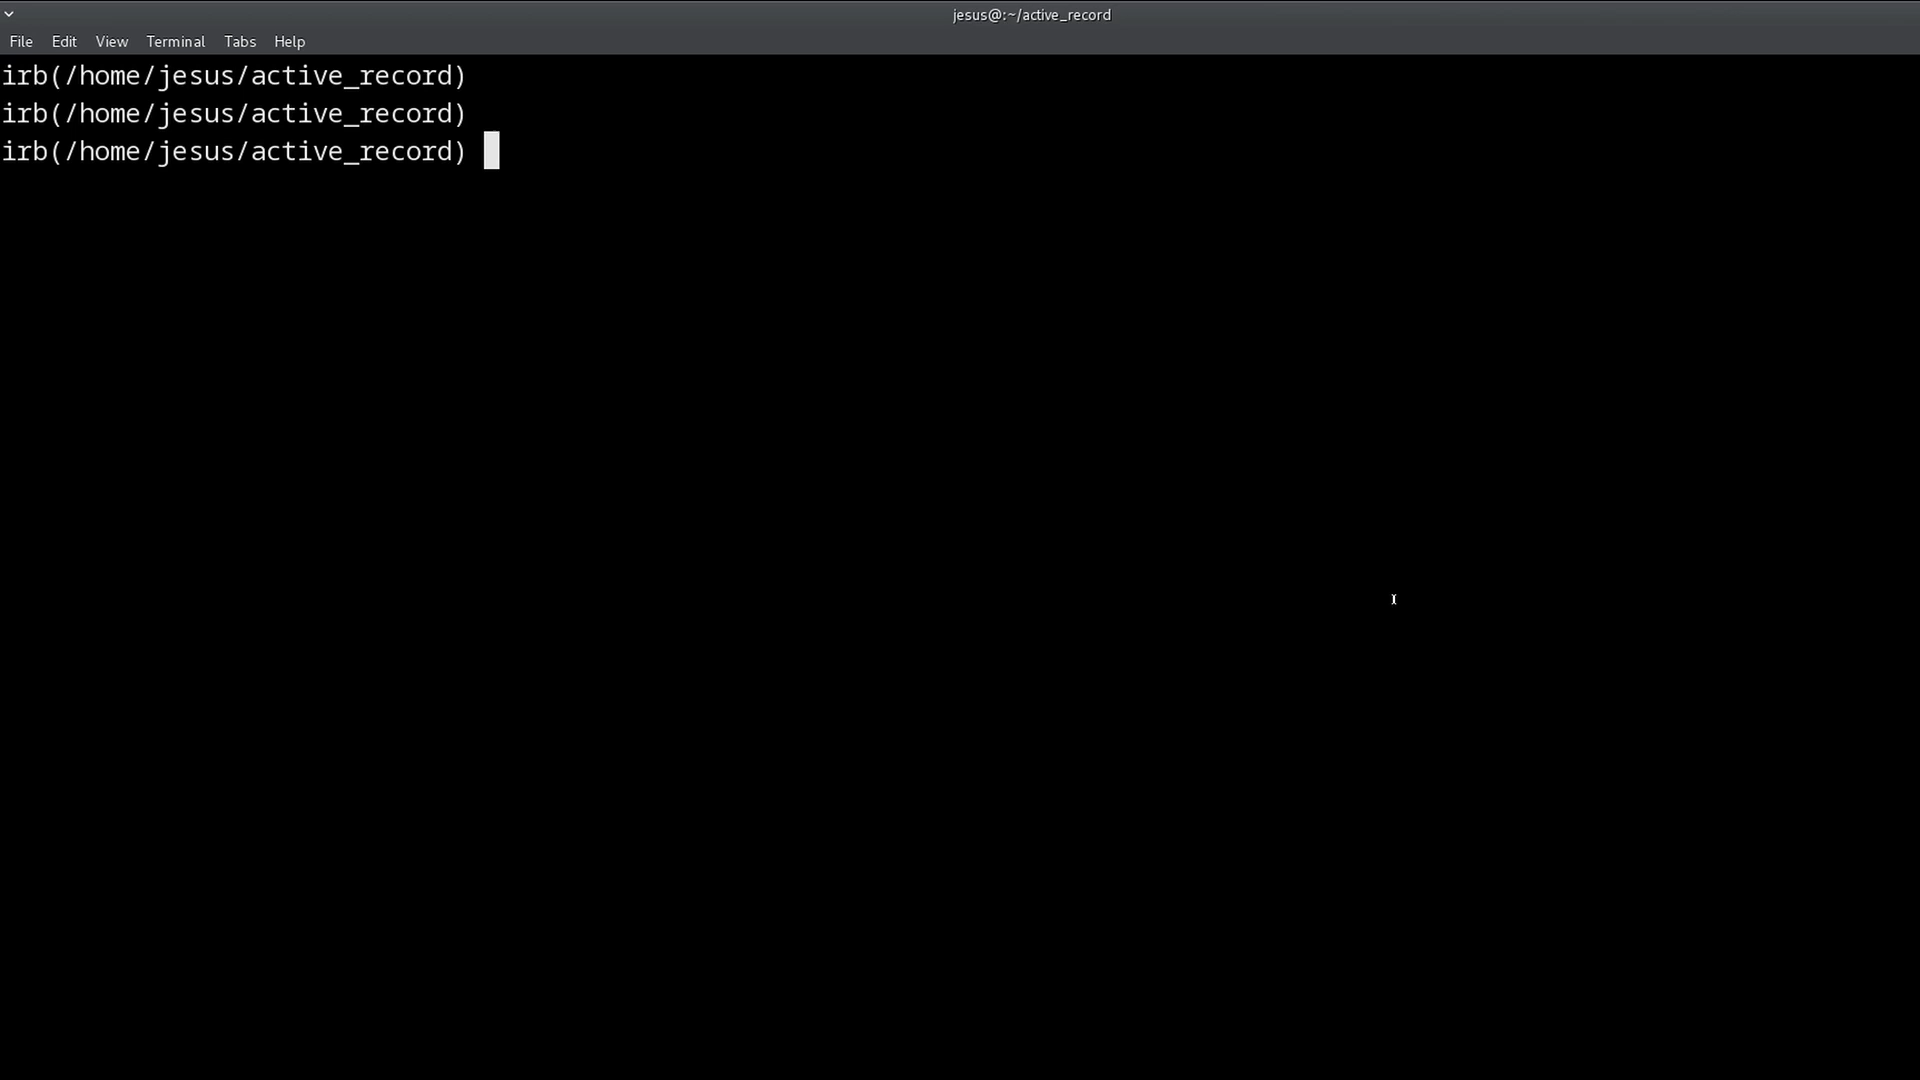 jesus@:~/active_record
File Edit View Terminal Tabs Help
irb(/home/jesus/active_record)
irb(/home/jesus/active_record)
irb(/home/jesus/active_record)